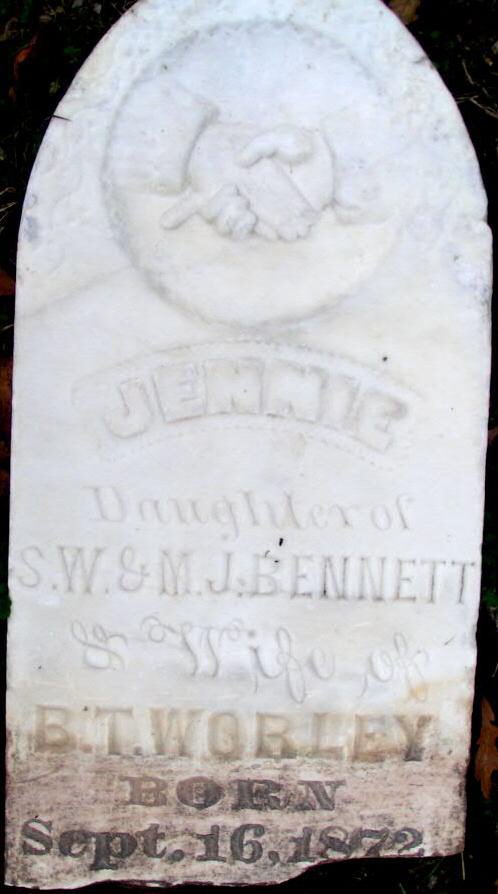 JENNIE
Daughter of
S.W. & M.J. BENNETT
& Wife of
B.T. WORLEY
BORN
Sept. 16, 1872